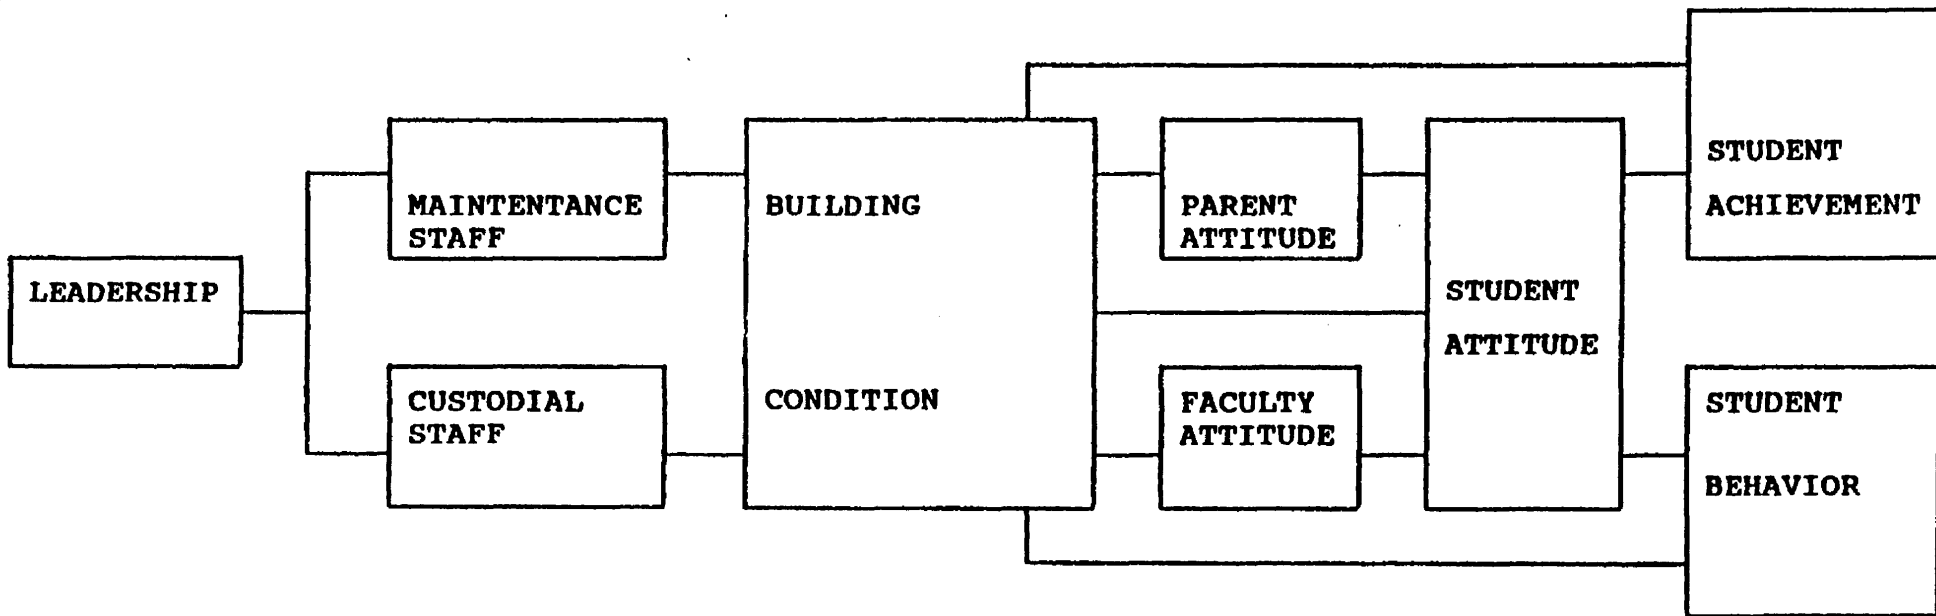 LEADERSHIP
MAINTENTANCE
STAFF
CUSTODIAL
STAFF
BUILDING
CONDITION
PARENT
ATTITUDE
FACULTY
ATTITUDE
STUDENT
ATTITUDE
STUDENT
ACHIEVEMENT
STUDENT
BEHAVIOR